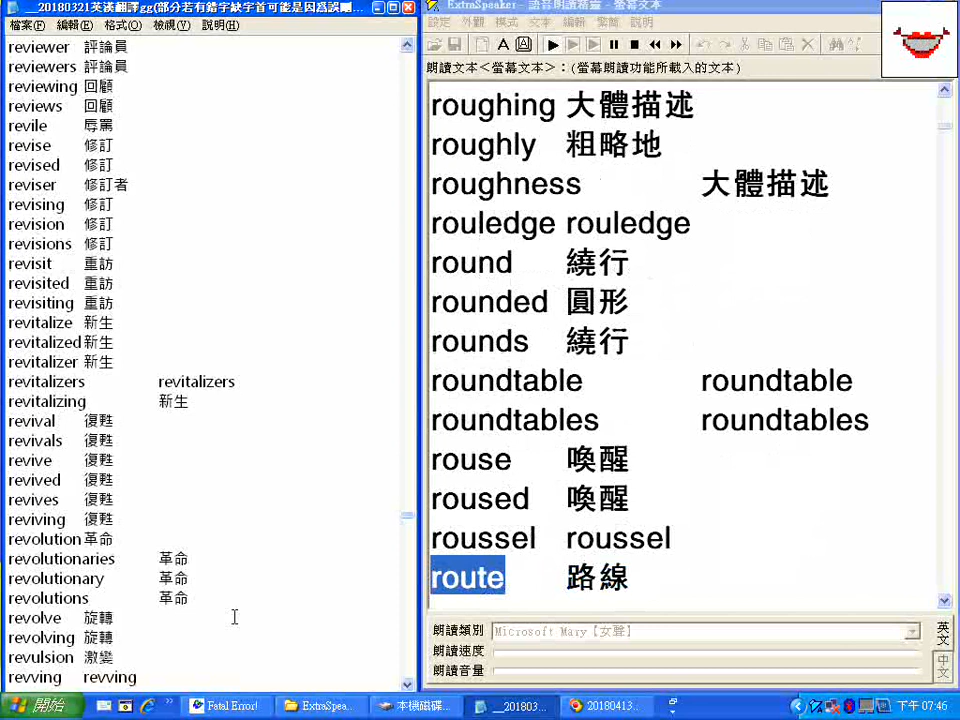 __20180321英漢翻譯gg(部分若有錯字缺字首可能是因爲誤刪...
檔案(F) 編輯(E) 格式(O) 檢視(V) 說明(H)
reviewer 評論員
reviewers 評論員
reviewing 回顧
reviews 回顧
revile 辱罵
revise 修訂
revised 修訂
reviser 修訂者
revising 修訂
revision 修訂
revisions 修訂
revisit 重訪
revisited 重訪
revisiting 重訪
revitalize 新生
revitalized 新生
revitalizer 新生
revitalizers revitalizers
revitalizing 新生
revival 復甦
revivals 復甦
revive 復甦
revived 復甦
revives 復甦
reviving 復甦
revolution 革命
revolutionaries 革命
revolutionary 革命
revolutions 革命
revolve 旋轉
revolving 旋轉
revulsion 激變
revving revving
ExtraSpeaker - 語音朗讀精靈 - 螢幕文本
設定 外觀 模式 文本 編輯 繁簡 說明
朗讀文本<螢幕文本>：(螢幕朗讀功能所載入的文本)
roughing 大體描述
roughly 粗略地
roughness 大體描述
rouledge rouledge
round 繞行
rounded 圓形
rounds 繞行
roundtable roundtable
roundtables roundtables
rouse 喚醒
roused 喚醒
roussel roussel
route 路線
朗讀類別 Microsoft Mary【女聲】
朗讀速度
朗讀音量
英文
中文
開始 Fatal Error! ExtraSpea... 本機磁碟... __201803... 20180413... 下午 07:46